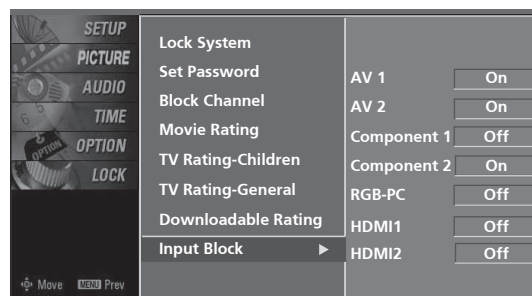 SETUP
PICTURE
AUDIO
TIME
OPTION
LOCK
Move MENU Prev
Lock System
Set Password
Block Channel
Movie Rating
TV Rating-Children
TV Rating-General
Downloadable Rating
Input Block ▶
AV 1 On
AV 2 On
Component 1 Off
Component 2 On
RGB-PC Off
HDMI1 Off
HDMI2 Off